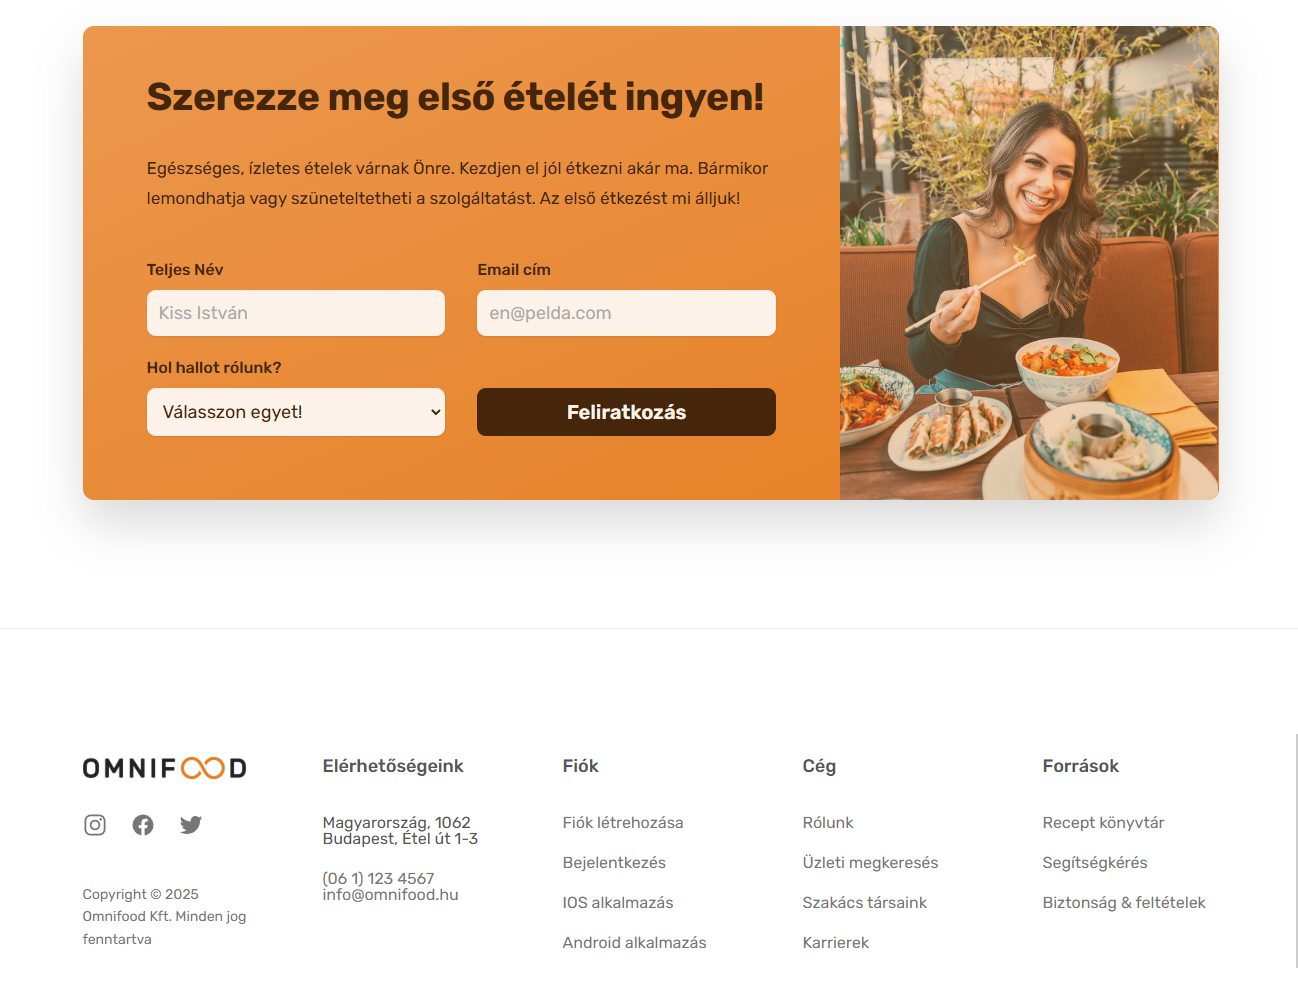 Szerezze meg első ételét ingyen!
Egészséges, ízletes ételek várnak Önre. Kezdjen el jól étkezni akár ma. Bármikor
lemondhatja vagy szüneteltetheti a szolgáltatást. Az első étkezést mi álljuk!
Teljes Név
Email cím
Kiss István
en@pelda.com
Hol hallot rólunk?
Válasszon egyet!
Feliratkozás
OMNIFOOD
Copyright © 2025
Omnifood Kft. Minden jog
fenntartva
Elérhetőségeink
Magyarország, 1062
Budapest, Étel út 1-3
(06 1) 123 4567
info@omnifood.hu
Fiók
Fiók létrehozása
Bejelentkezés
IOS alkalmazás
Android alkalmazás
Cég
Rólunk
Üzleti megkeresés
Szakács társaink
Karrierek
Források
Recept könyvtár
Segítségkérés
Biztonság & feltételek